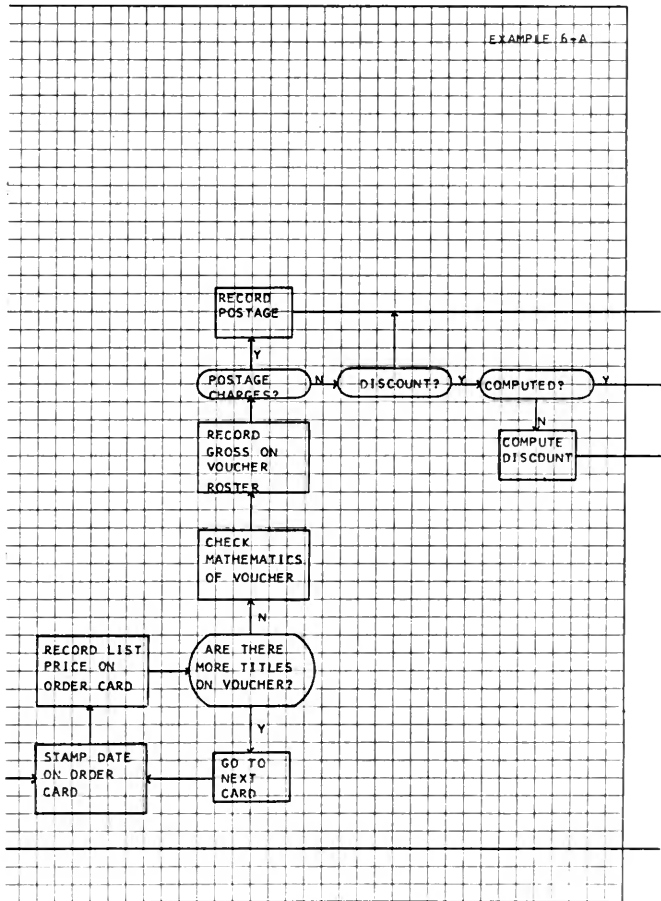 EXAMPLE 6-A
RECORD
POSTAGE
Y
POSTAGE
CHARGES?
N
DISCOUNT?
Y
COMPUTED?
Y
N
RECORD
GROSS ON
VOUCHER
ROSTER
COMPUTE
DISCOUNT
CHECK
MATHEMATICS
OF VOUCHER
N
RECORD LIST
PRICE ON
ORDER CARD
ARE THERE
MORE TITLES
ON VOUCHER?
Y
STAMP DATE
ON ORDER
CARD
GO TO
NEXT
CARD